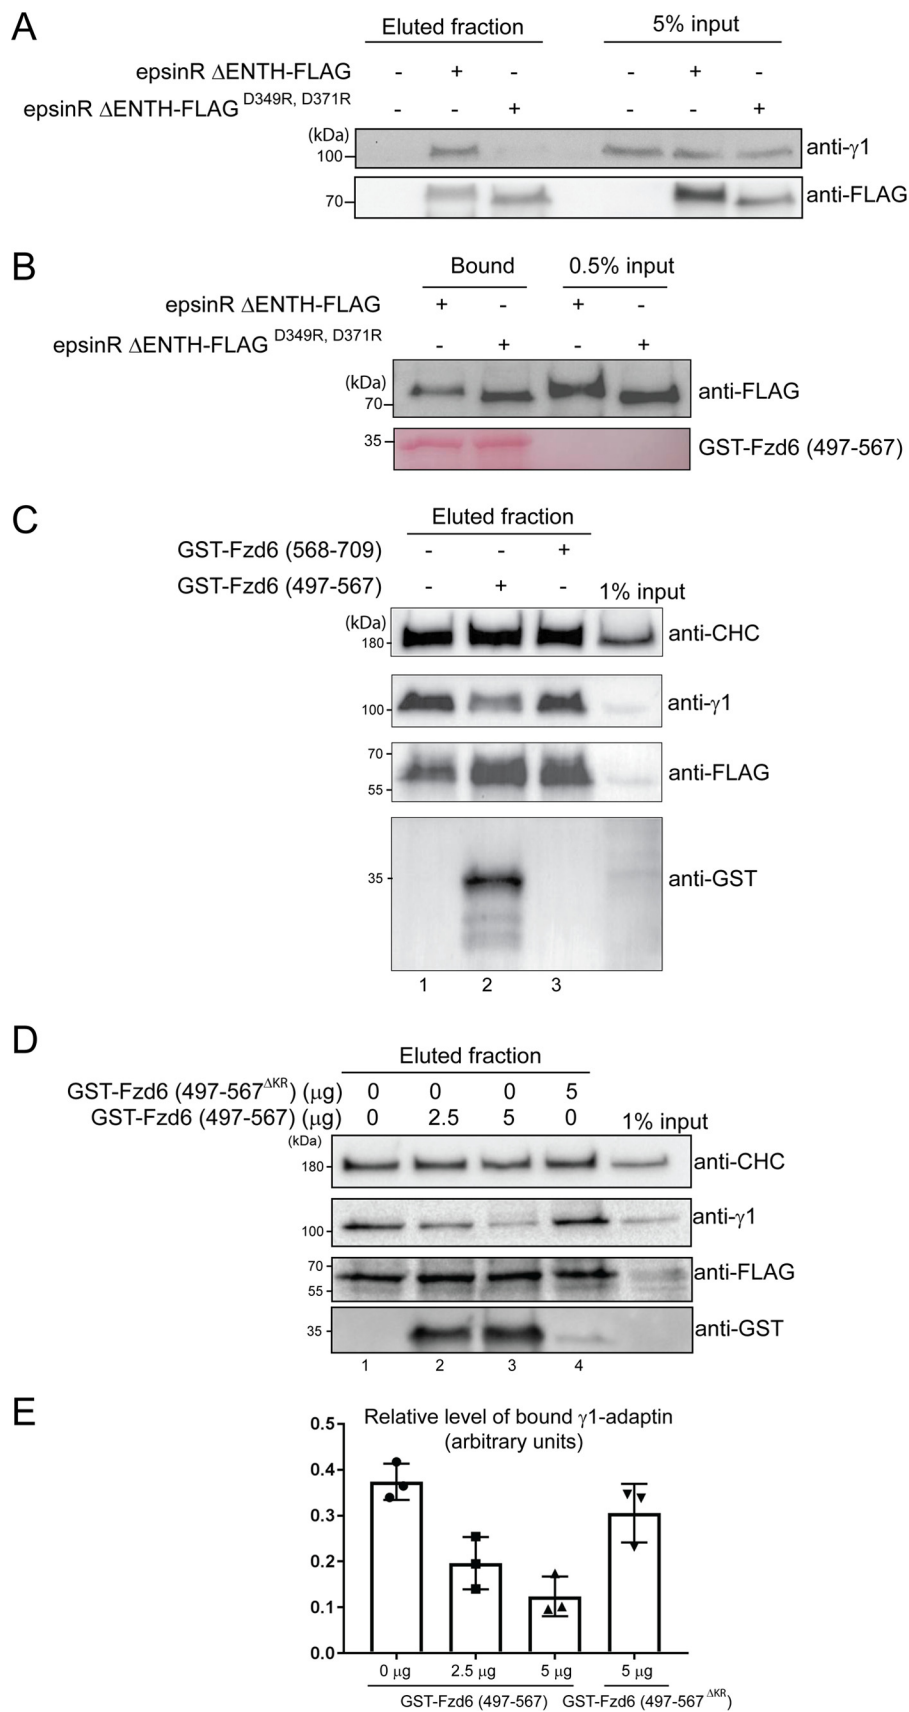 A
Eluted fraction 5% input
epsinR ΔENTH-FLAG - + - - + -
epsinR ΔENTH-FLAG D349R, D371R - - + - - +
(kDa)
100 anti-γ1
70 anti-FLAG
B
Bound 0.5% input
epsinR ΔENTH-FLAG + - + -
epsinR ΔENTH-FLAG D349R, D371R - + - +
(kDa)
70 anti-FLAG
35 GST-Fzd6 (497-567)
C
Eluted fraction
GST-Fzd6 (568-709) - - +
GST-Fzd6 (497-567) - + - 1% input
(kDa)
180 anti-CHC
100 anti-γ1
70
55 anti-FLAG
35 anti-GST
1 2 3
D
Eluted fraction
GST-Fzd6 (497-567ΔKR) (μg) 0 0 0 5
GST-Fzd6 (497-567) (μg) 0 2.5 5 0 1% input
(kDa)
180 anti-CHC
100 anti-γ1
70
55 anti-FLAG
35 anti-GST
1 2 3 4
E
Relative level of bound γ1-adaptin
(arbitrary units)
0.5
0.4
0.3
0.2
0.1
0.0
0 μg 2.5 μg 5 μg 5 μg
GST-Fzd6 (497-567) GST-Fzd6 (497-567ΔKR)